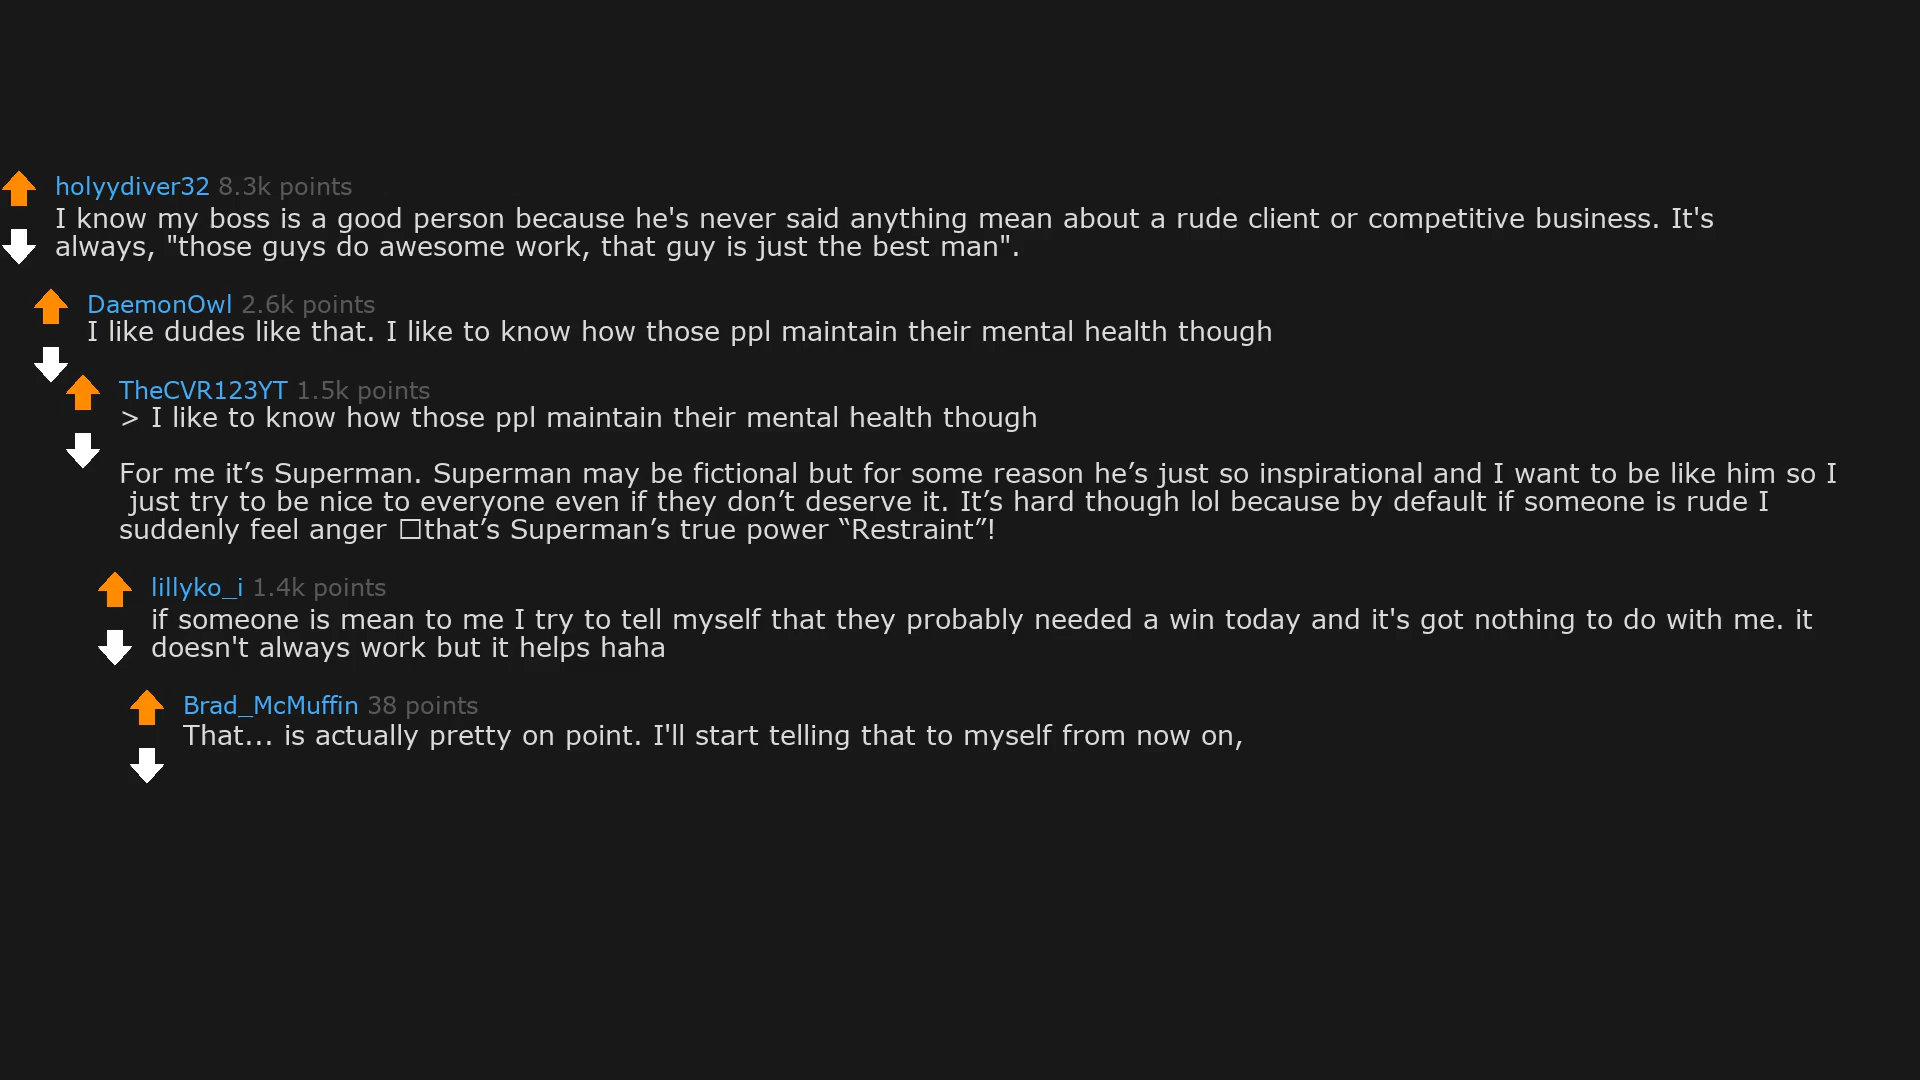 holyydiver32 8.3k points
I know my boss is a good person because he's never said anything mean about a rude client or competitive business. It's
always, "those guys do awesome work, that guy is just the best man".
DaemonOwl 2.6k points
I like dudes like that. I like to know how those ppl maintain their mental health though
TheCVR123YT 1.5k points
> I like to know how those ppl maintain their mental health though
For me it’s Superman. Superman may be fictional but for some reason he’s just so inspirational and I want to be like him so I
just try to be nice to everyone even if they don’t deserve it. It’s hard though lol because by default if someone is rude I
suddenly feel anger □that’s Superman’s true power “Restraint”!
lillyko_i 1.4k points
if someone is mean to me I try to tell myself that they probably needed a win today and it's got nothing to do with me. it
doesn't always work but it helps haha
Brad_McMuffin 38 points
That... is actually pretty on point. I'll start telling that to myself from now on,